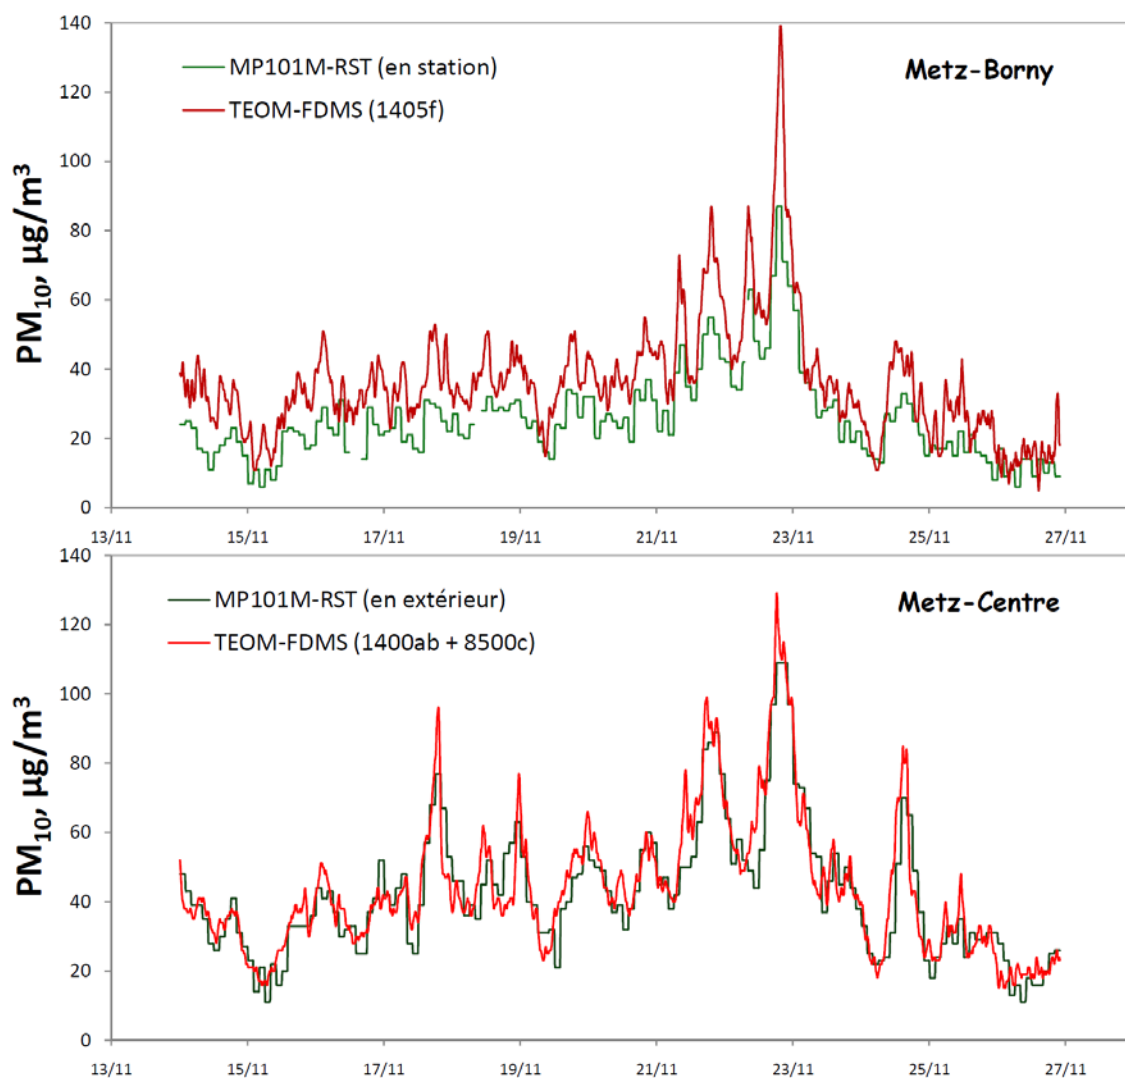 140
MP101M-RST (en station)
Metz-Borny
TEOM-FDMS (1405f)
120
100
80
60
40
20
0
PM10, µg/m³
13/11 15/11 17/11 19/11 21/11 23/11 25/11 27/11
140
MP101M-RST (en extérieur)
Metz-Centre
TEOM-FDMS (1400ab + 8500c)
120
100
80
60
40
20
0
PM10, µg/m³
13/11 15/11 17/11 19/11 21/11 23/11 25/11 27/11